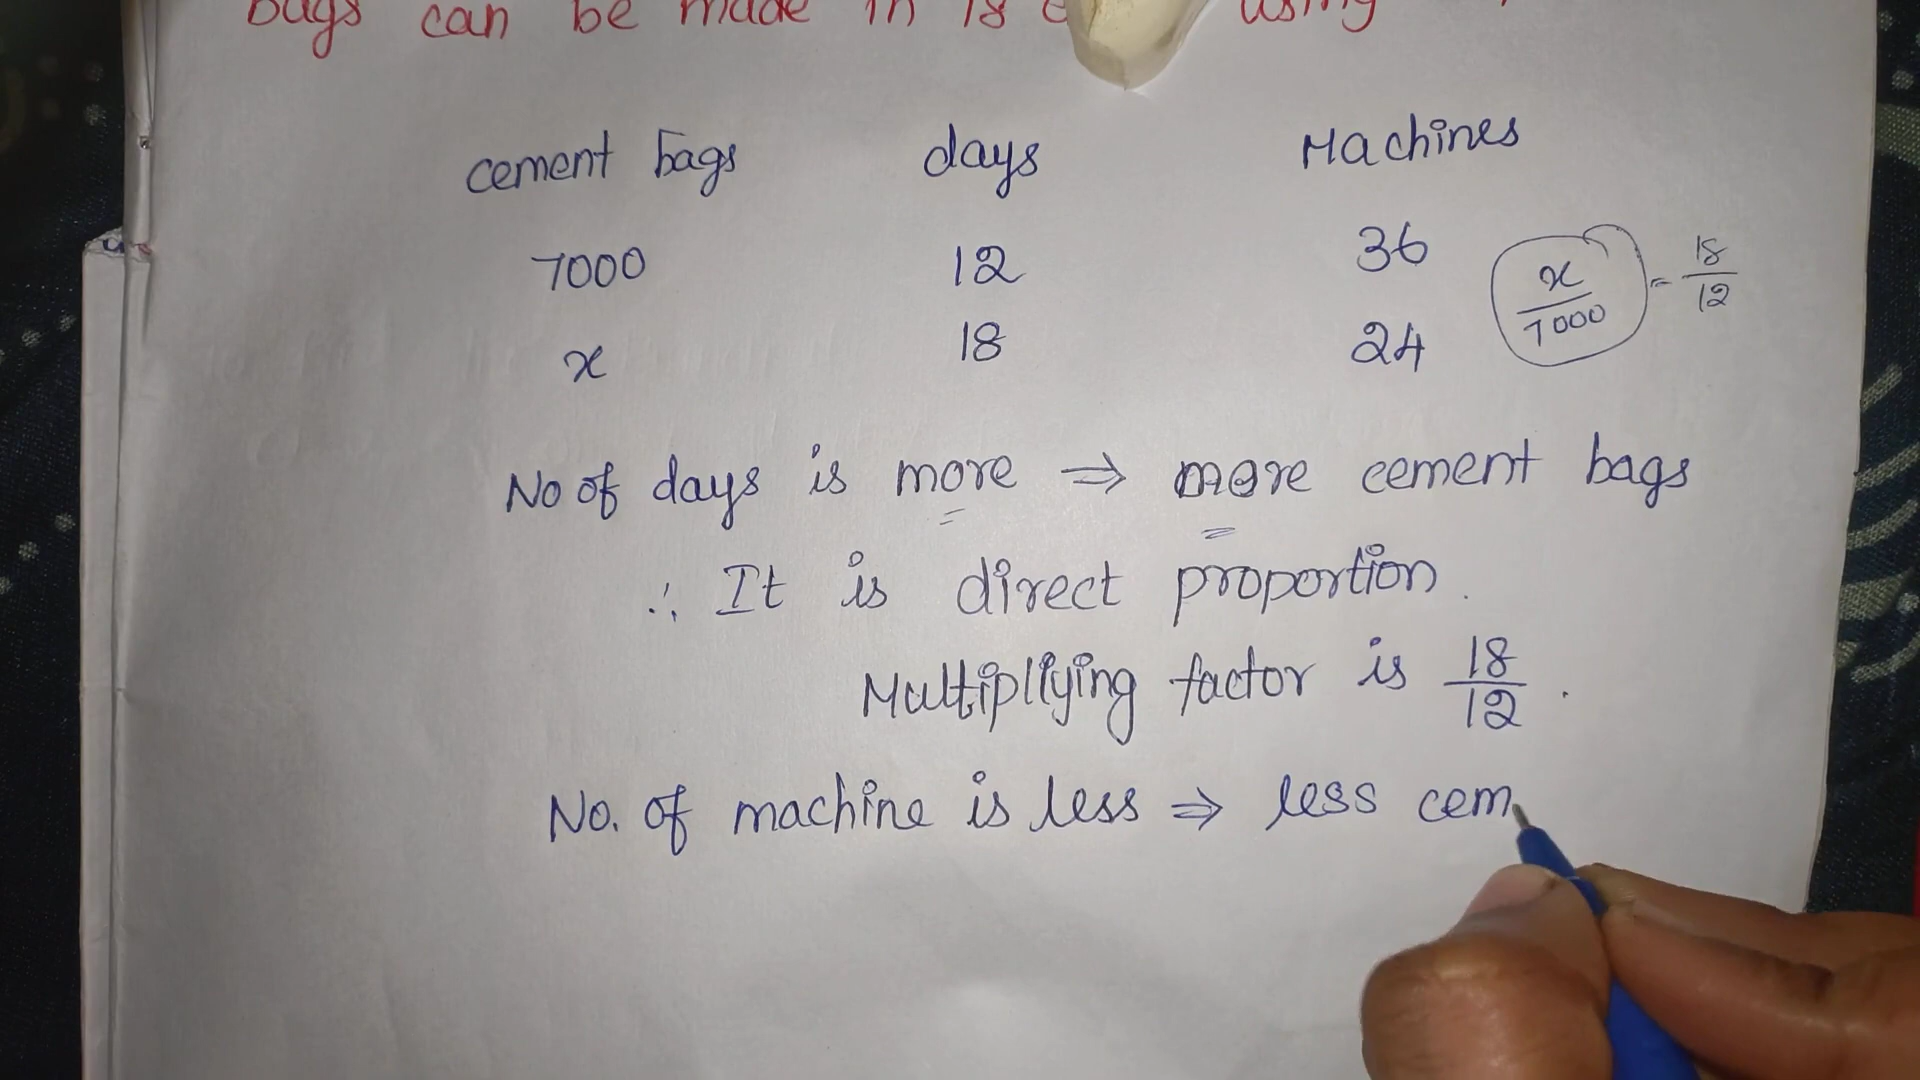 bags can be made in 18 using
cement bags days Machines
7000 12 36
x 18 24
x/7000 = 18/12
No of days is more ⇒ more cement bags
∴ It is direct proportion.
Multiplying factor is 18/12.
No. of machine is less ⇒ less cem